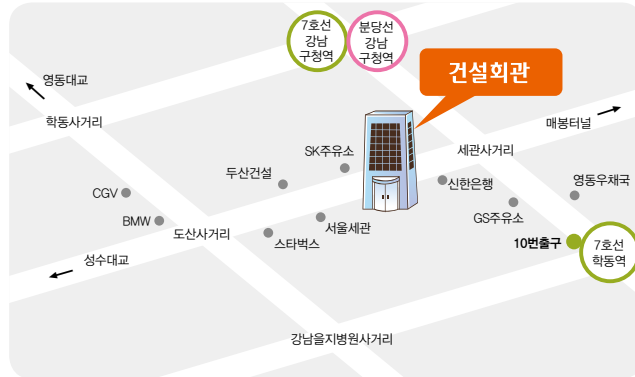 7호선
강남
구청역
분당선
강남
구청역
건설회관
영동대교
학동사거리
매봉터널
SK주유소
세관사거리
두산건설
신한은행
영동우체국
CGV
GS주유소
BMW
도산사거리
서울세관
스타벅스
10번출구
7호선
학동역
성수대교
강남을지병원사거리